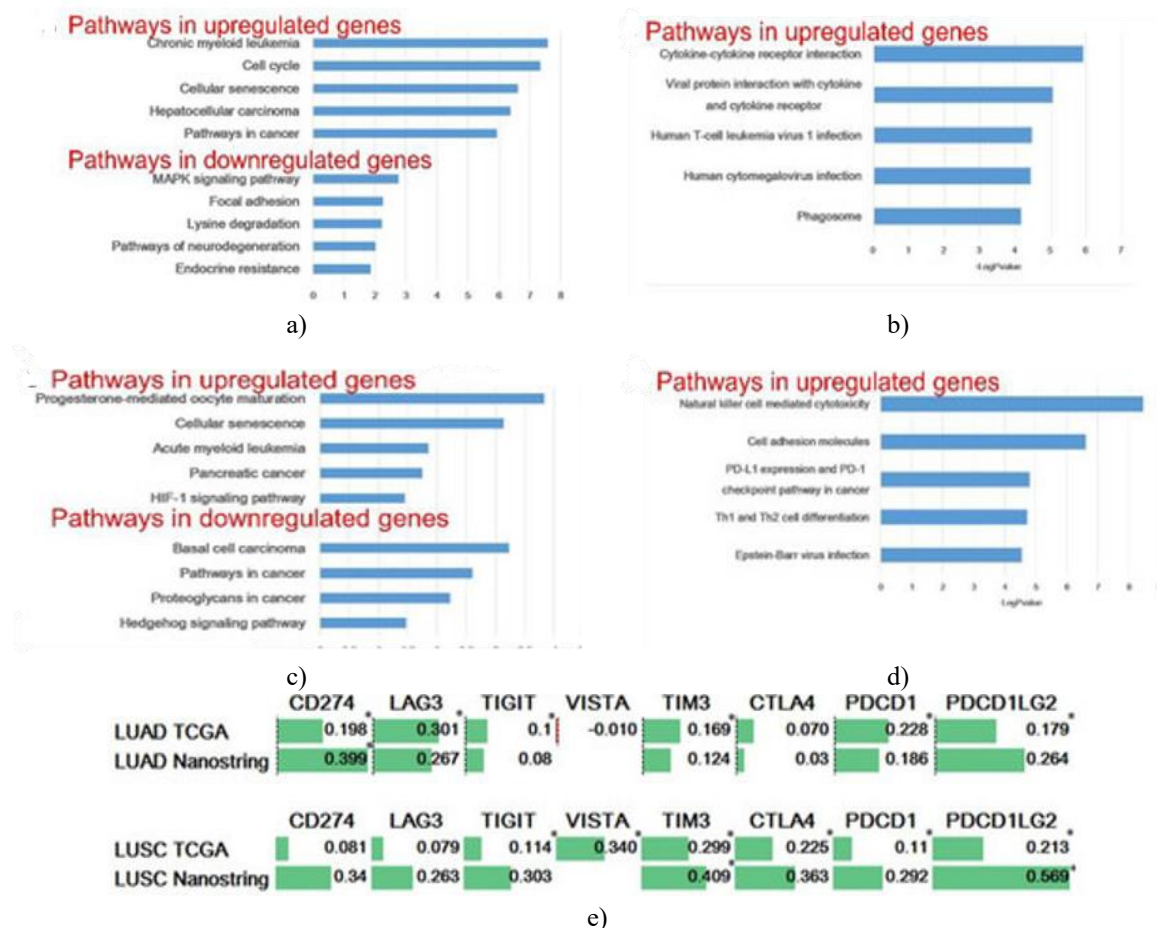 Pathways in upregulated genes
Chronic myeloid leukemia
Cell cycle
Cellular senescence
Hepatocellular carcinoma
Pathways in cancer
Pathways in downregulated genes
MAPK signaling pathway
Focal adhesion
Lysine degradation
Pathways of neurodegeneration
Endocrine resistance
0 1 2 3 4 5 6 7 8
a)
Pathways in upregulated genes
Cytokine-cytokine receptor interaction
Viral protein interaction with cytokine
and cytokine receptor
Human T-cell leukemia virus 1 infection
Human cytomegalovirus infection
Phagosome
0 1 2 3 4 5 6 7
-LogPvalue
b)
Pathways in upregulated genes
Progesterone-mediated oocyte maturation
Cellular senescence
Acute myeloid leukemia
Pancreatic cancer
HIF-1 signaling pathway
Pathways in downregulated genes
Basal cell carcinoma
Pathways in cancer
Proteoglycans in cancer
Hedgehog signaling pathway
c)
Pathways in upregulated genes
Natural killer cell mediated cytotoxicity
Cell adhesion molecules
PD-L1 expression and PD-1
checkpoint pathway in cancer
Th1 and Th2 cell differentiation
Epstein-Barr virus infection
0 1 2 3 4 5 6 7 8
-LogPvalue
d)
CD274 LAG3 TIGIT VISTA TIM3 CTLA4 PDCD1 PDCD1LG2
LUAD TCGA 0.198* 0.301* 0.1* -0.010 0.169* 0.070 0.228* 0.179*
LUAD Nanostring 0.399* 0.267 0.08 0.124 0.03 0.186 0.264
CD274 LAG3 TIGIT VISTA TIM3 CTLA4 PDCD1 PDCD1LG2
LUSC TCGA 0.081 0.079 0.114* 0.340* 0.299* 0.225* 0.11* 0.213*
LUSC Nanostring 0.34 0.263 0.303 0.409* 0.363 0.292 0.569*
e)